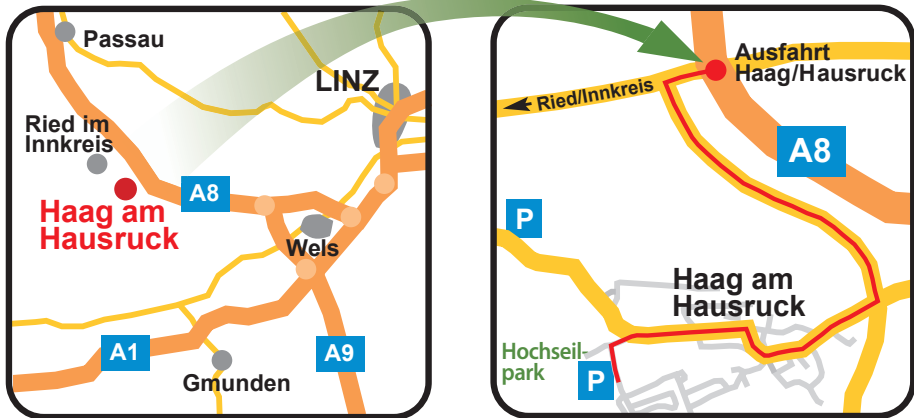 Passau
LINZ
Ried im
Innkreis
A8
Haag am
Hausruck
Wels
A1
A9
Gmunden
Ausfahrt
Haag/Hausruck
Ried/Innkreis
A8
P
Haag am
Hausruck
Hochseil-
park
P